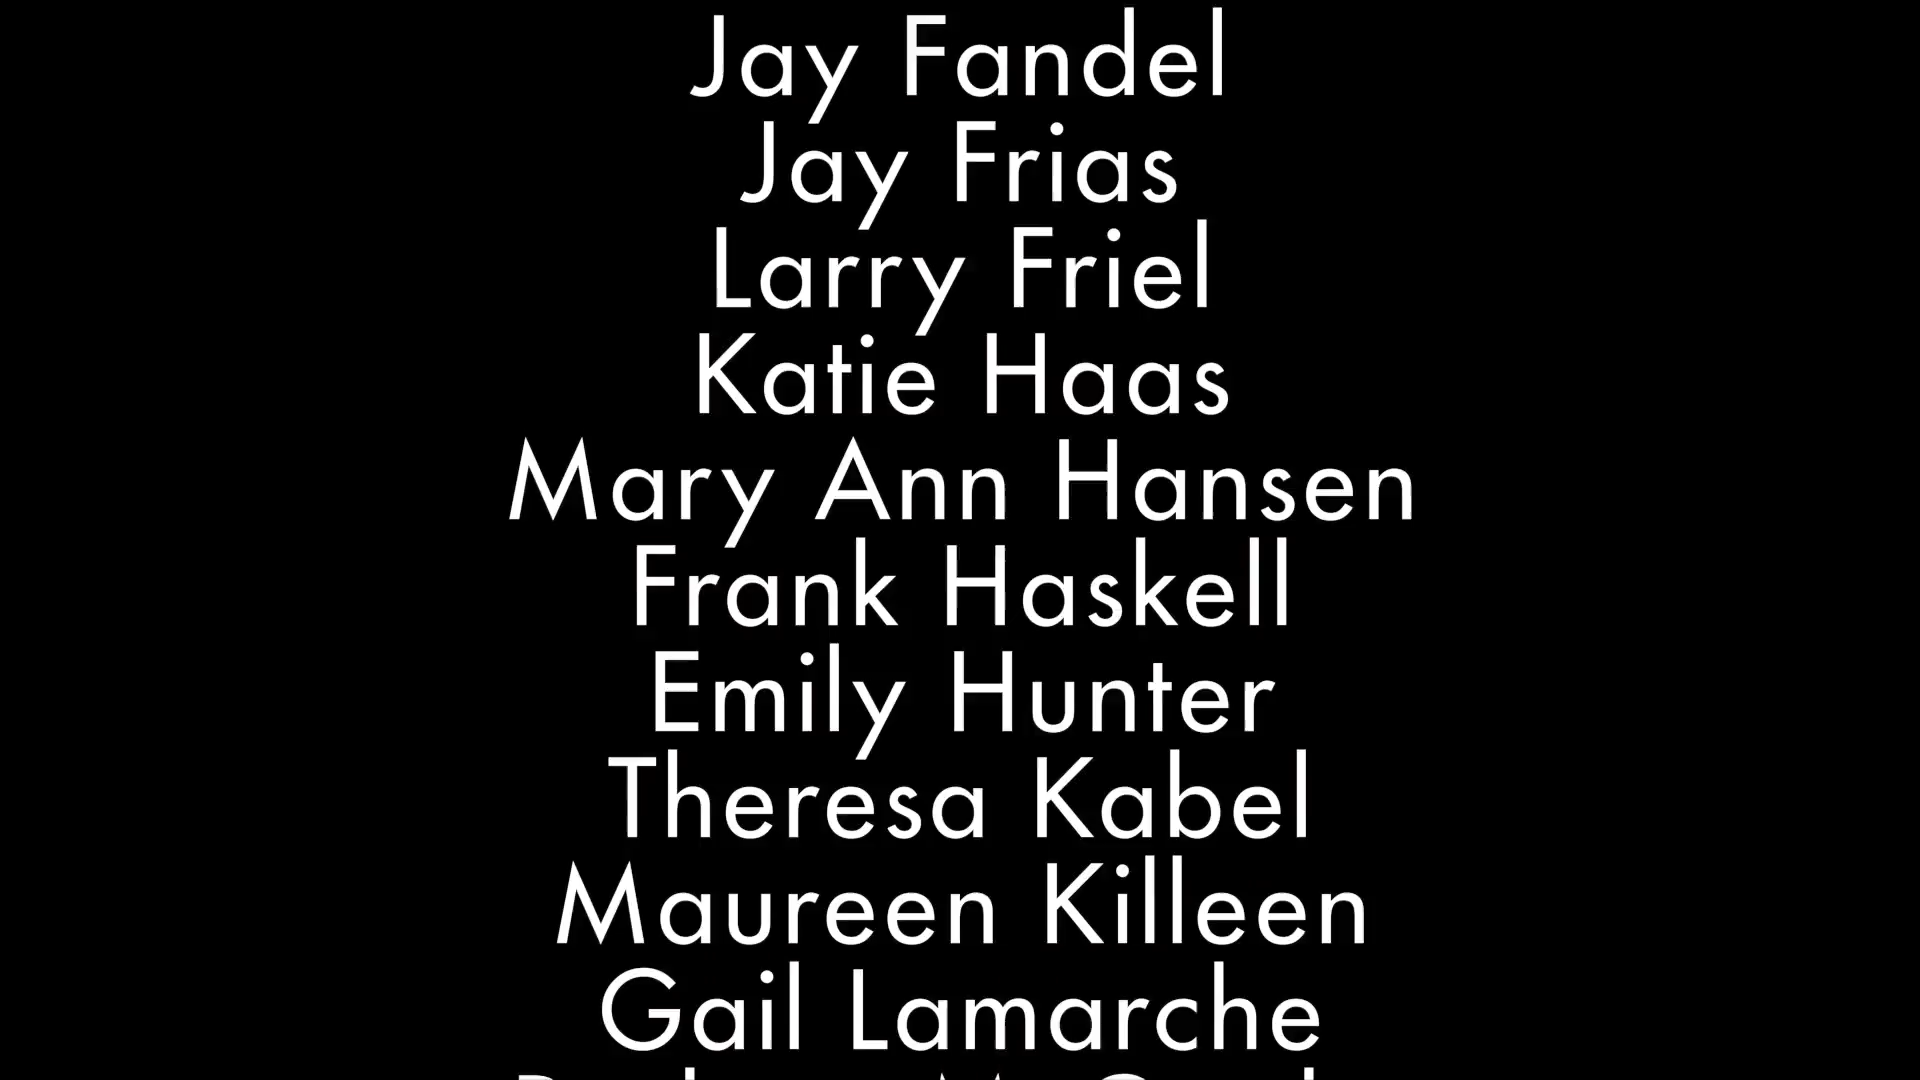 Jay Fandel
Jay Frias
Larry Friel
Katie Haas
Mary Ann Hansen
Frank Haskell
Emily Hunter
Theresa Kabel
Maureen Killeen
Gail Lamarche